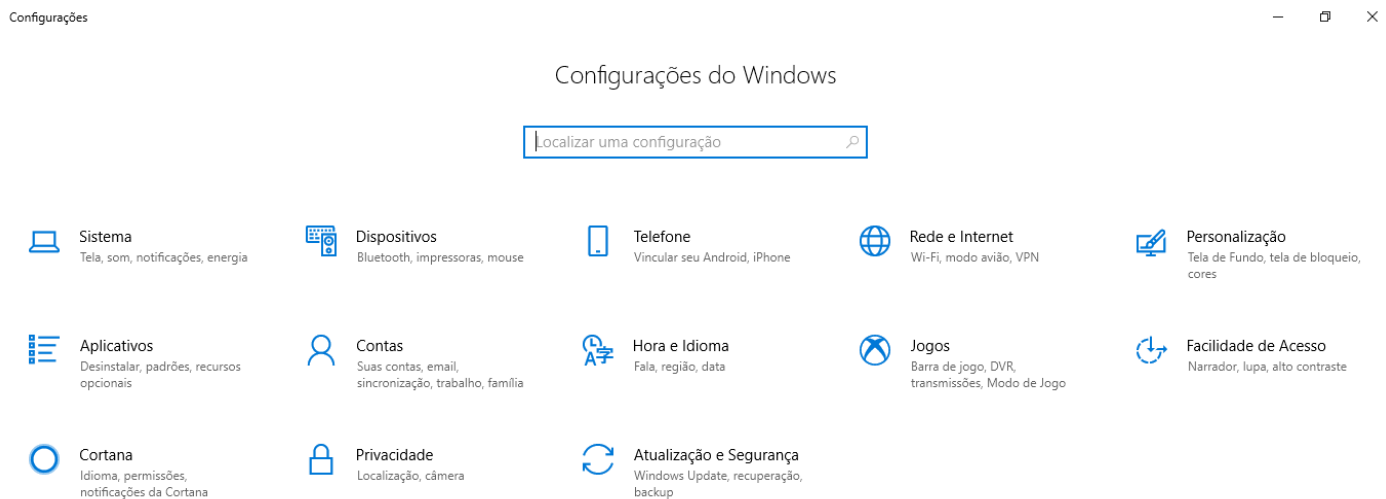 Configurações
Configurações do Windows
Localizar uma configuração
Sistema
Tela, som, notificações, energia
Dispositivos
Bluetooth, impressoras, mouse
Telefone
Vincular seu Android, iPhone
Rede e Internet
Wi-Fi, modo avião, VPN
Personalização
Tela de Fundo, tela de bloqueio,
cores
Aplicativos
Desinstalar, padrões, recursos
opcionais
Contas
Suas contas, email,
sincronização, trabalho, família
Hora e Idioma
Fala, região, data
Jogos
Barra de jogo, DVR,
transmissões, Modo de Jogo
Facilidade de Acesso
Narrador, lupa, alto contraste
Cortana
Idioma, permissões,
notificações da Cortana
Privacidade
Localização, câmera
Atualização e Segurança
Windows Update, recuperação,
backup